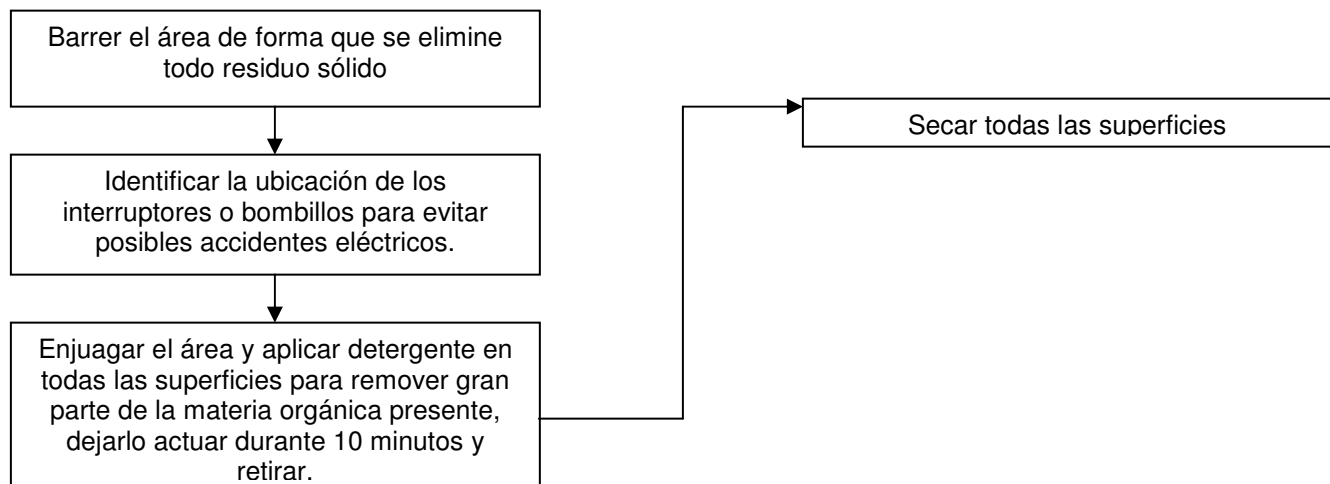 Barrer el área de forma que se elimine
todo residuo sólido
Identificar la ubicación de los
interruptores o bombillos para evitar
posibles accidentes eléctricos.
Enjuagar el área y aplicar detergente en
todas las superficies para remover gran
parte de la materia orgánica presente,
dejarlo actuar durante 10 minutos y
retirar.
Secar todas las superficies